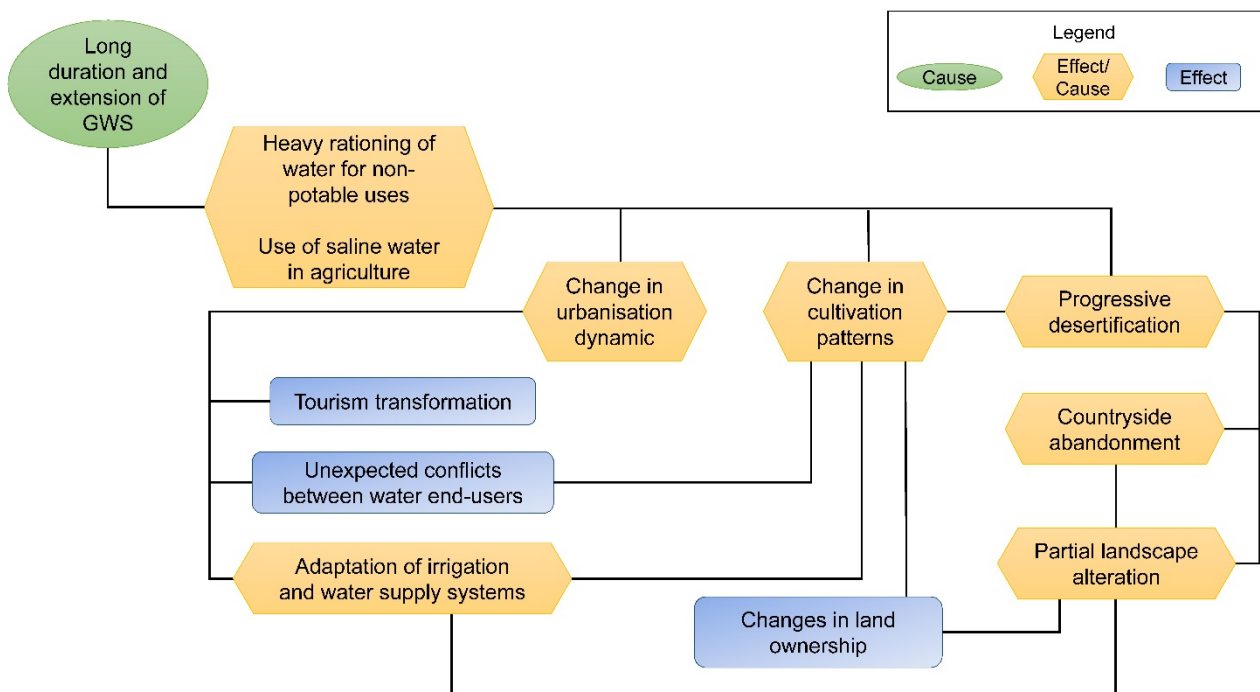 Long
duration and
extension of
GWS
Legend
Cause
Effect/
Cause
Effect
Heavy rationing of
water for non-
potable uses
Use of saline water
in agriculture
Change in
urbanisation
dynamic
Change in
cultivation
patterns
Progressive
desertification
Tourism transformation
Countryside
abandonment
Unexpected conflicts
between water end-users
Adaptation of irrigation
and water supply systems
Partial landscape
alteration
Changes in land
ownership